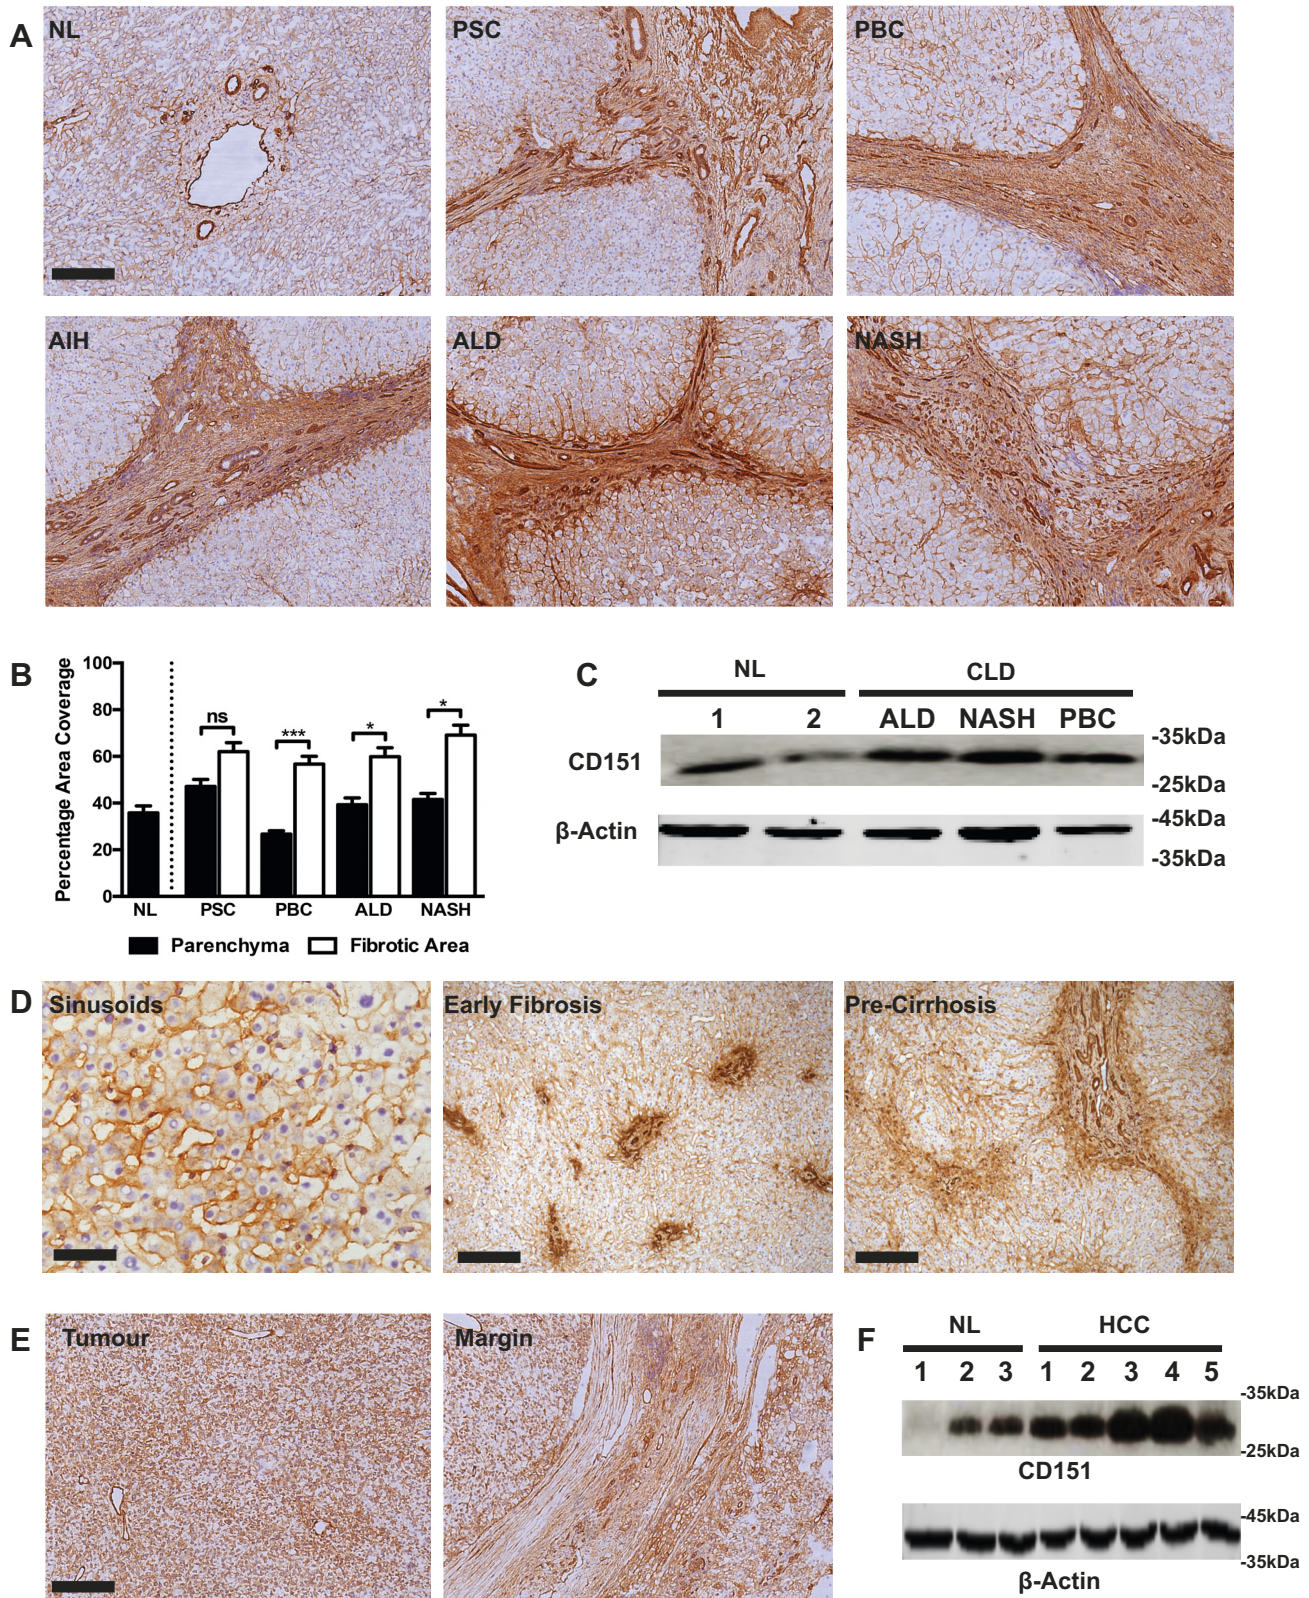 A
NL
PSC
PBC
AIH
ALD
NASH
B
Percentage Area Coverage
100
80
60
40
20
0
ns
***
*
*
NL
PSC
PBC
ALD
NASH
Parenchyma
Fibrotic Area
C
NL
CLD
1
2
ALD
NASH
PBC
CD151
-35kDa
-25kDa
β-Actin
-45kDa
-35kDa
D
Sinusoids
Early Fibrosis
Pre-Cirrhosis
E
Tumour
Margin
F
NL
HCC
1 2 3 1 2 3 4 5
-35kDa
-25kDa
CD151
-45kDa
-35kDa
β-Actin